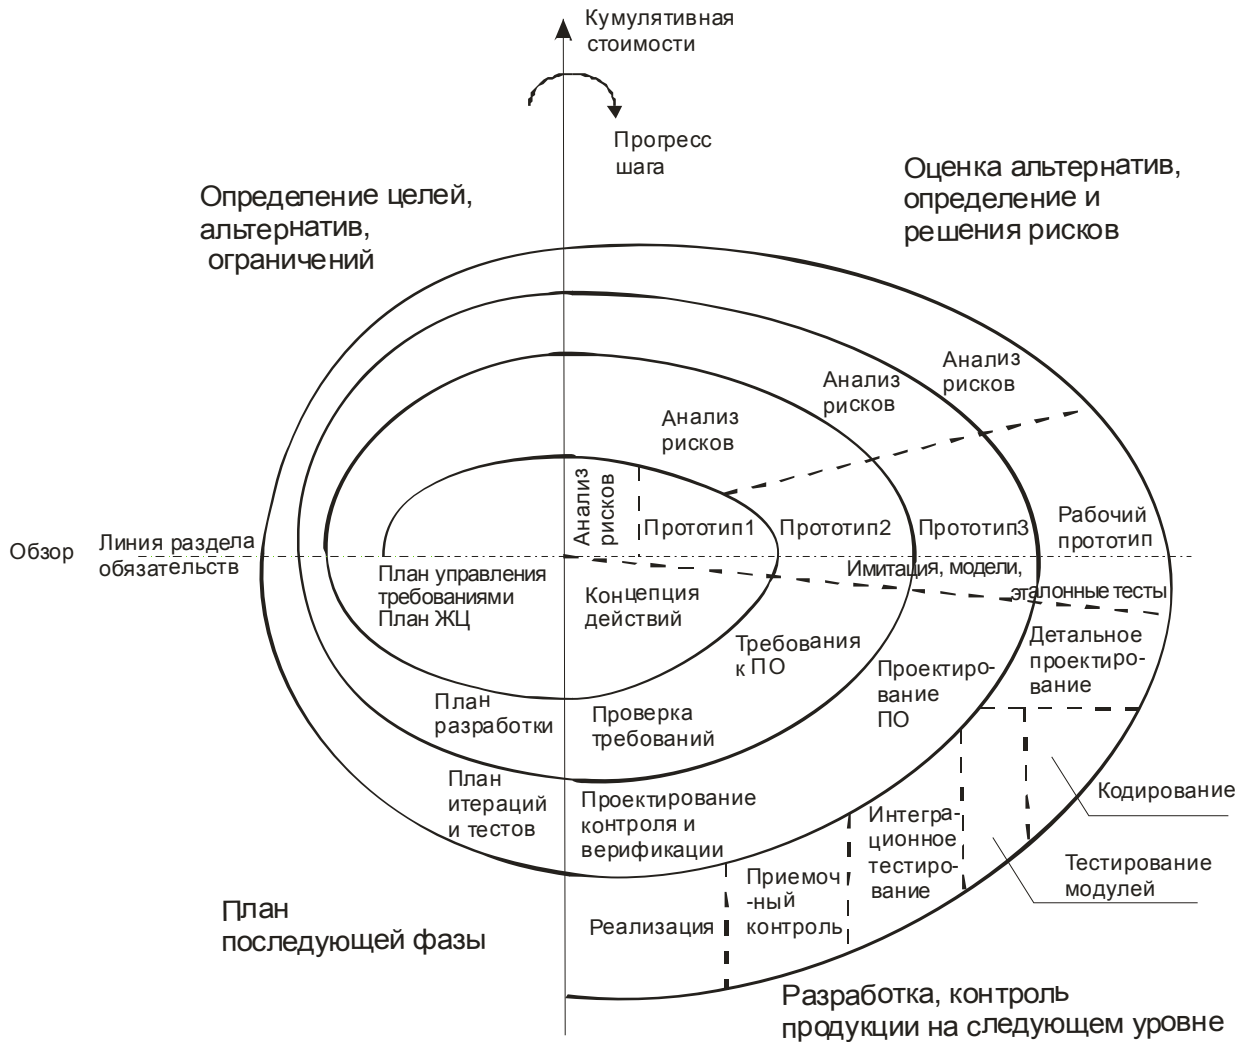 Кумулятивная
стоимости
Прогресс
шага
Определение целей,
альтернатив,
ограничений
Оценка альтернатив,
определение и
решения рисков
Анализ
рисков
Анализ
рисков
Анализ
рисков
Анализ
рисков
Прототип1
Прототип2
Прототип3
Рабочий
прототип
Обзор
Линия раздела
обязательств
Имитация, модели,
эталонные тесты
План управления
требованиями
План ЖЦ
Концепция
действий
Требования
к ПО
Проектиро-
вание
ПО
Детальное
проектиро-
вание
План
разработки
Проверка
требований
План
итераций
и тестов
Проектирование
контроля и
верификации
Интегра-
ционное
тестиро-
вание
Кодирование
Тестирование
модулей
Приемоч
-ный
контроль
Реализация
План
последующей фазы
Разработка, контроль
продукции на следующем уровне